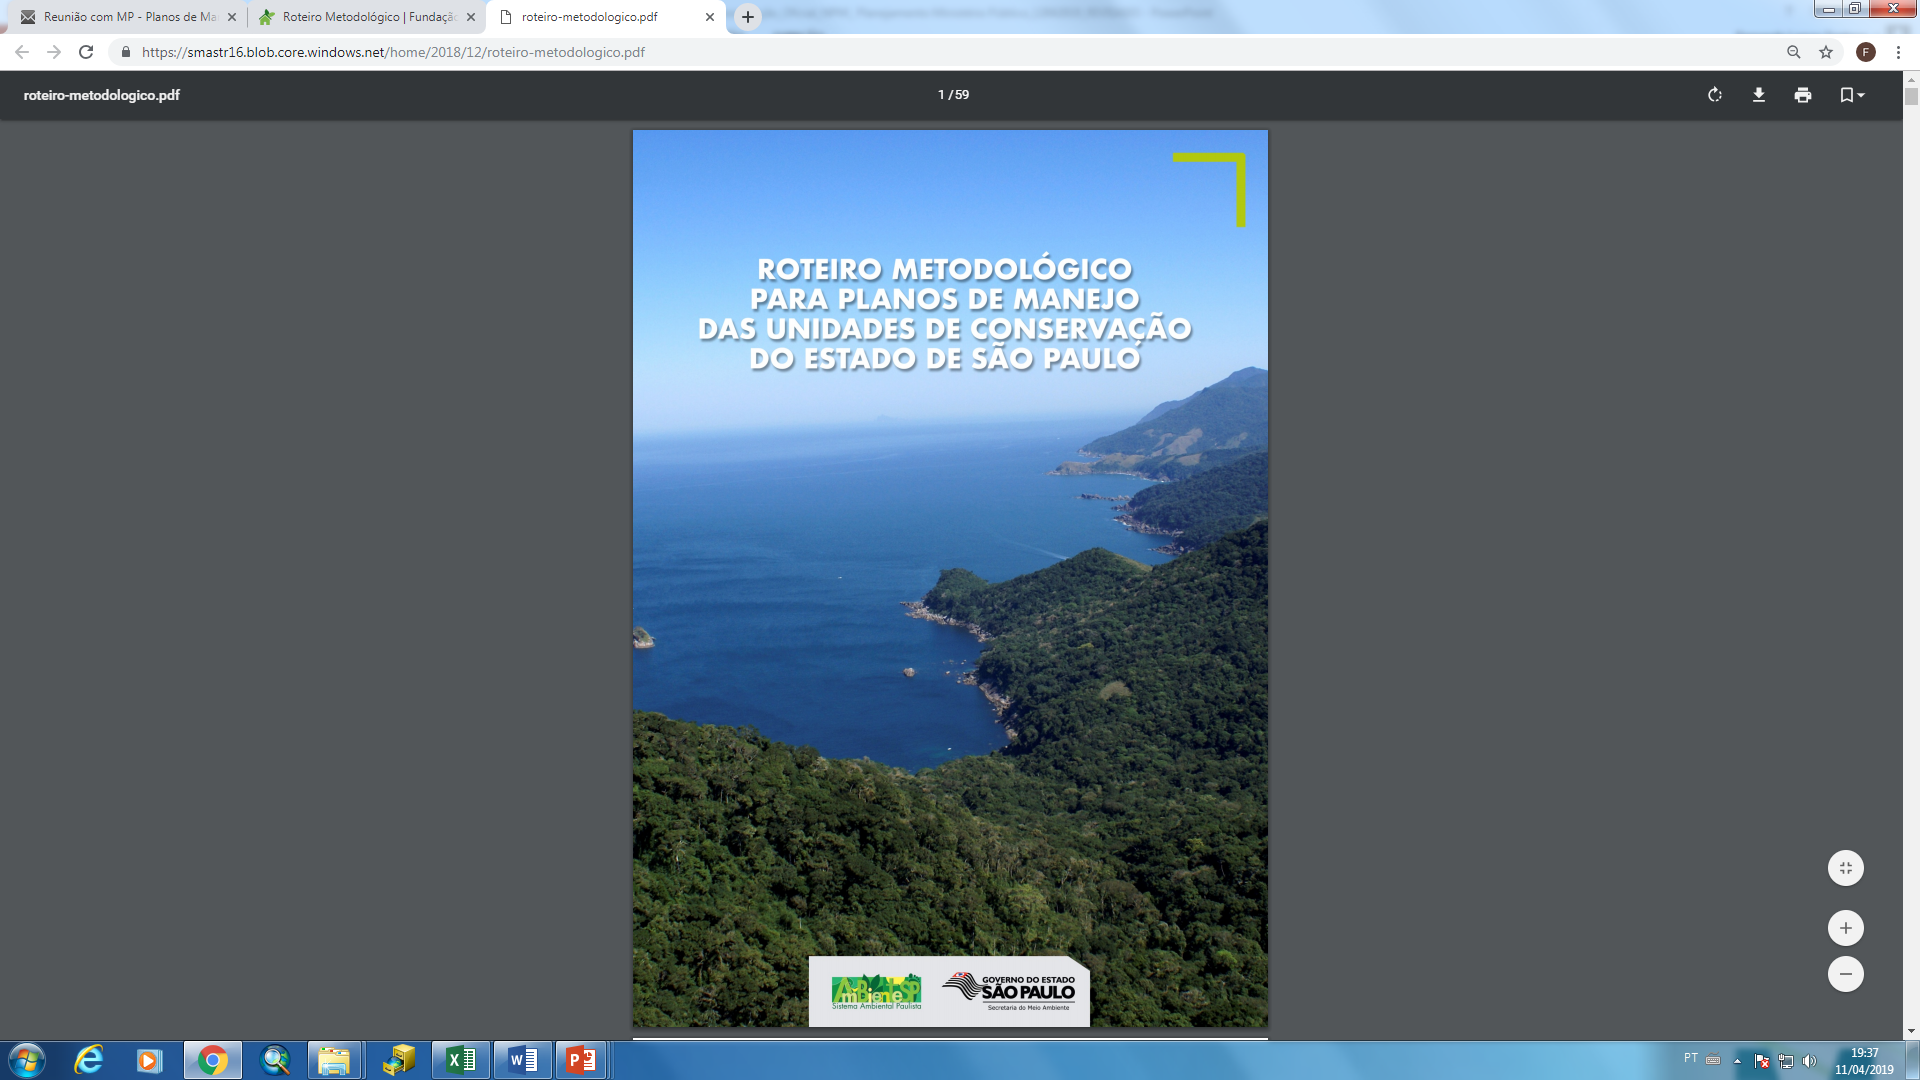 Reunião com MP - Planos de Ma
Roteiro Metodológico | Fundaçã
roteiro-metodologico.pdf
https://smastr16.blob.core.windows.net/home/2018/12/roteiro-metodologico.pdf
F
roteiro-metodologico.pdf
1 / 59
ROTEIRO METODOLÓGICO
PARA PLANOS DE MANEJO
DAS UNIDADES DE CONSERVAÇÃO
DO ESTADO DE SÃO PAULO
AMBIENTE SP
Sistema Ambiental Paulista
GOVERNO DO ESTADO
SÃO PAULO
Secretaria do Meio Ambiente
PT
19:37
11/04/2019